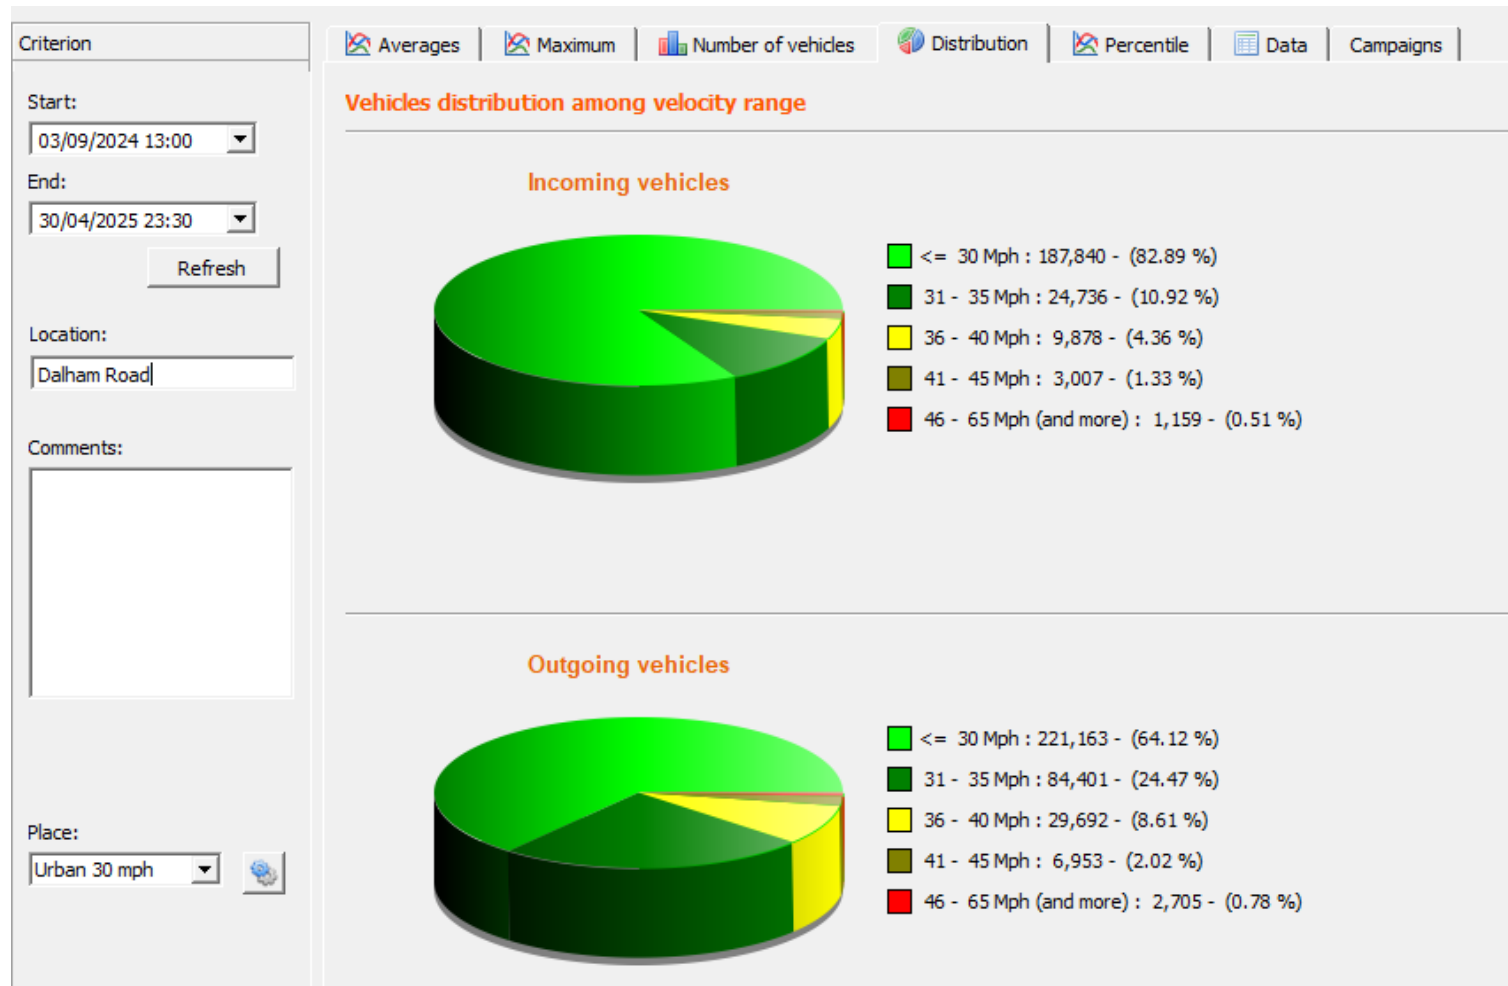 Criterion
Start:
03/09/2024 13:00
End:
30/04/2025 23:30
Refresh
Location:
Dalham Road
Comments:
Place:
Urban 30 mph
Averages Maximum Number of vehicles Distribution Percentile Data Campaigns
Vehicles distribution among velocity range
Incoming vehicles
<= 30 Mph : 187,840 - (82.89 %)
31 - 35 Mph : 24,736 - (10.92 %)
36 - 40 Mph : 9,878 - (4.36 %)
41 - 45 Mph : 3,007 - (1.33 %)
46 - 65 Mph (and more) : 1,159 - (0.51 %)
Outgoing vehicles
<= 30 Mph : 221,163 - (64.12 %)
31 - 35 Mph : 84,401 - (24.47 %)
36 - 40 Mph : 29,692 - (8.61 %)
41 - 45 Mph : 6,953 - (2.02 %)
46 - 65 Mph (and more) : 2,705 - (0.78 %)